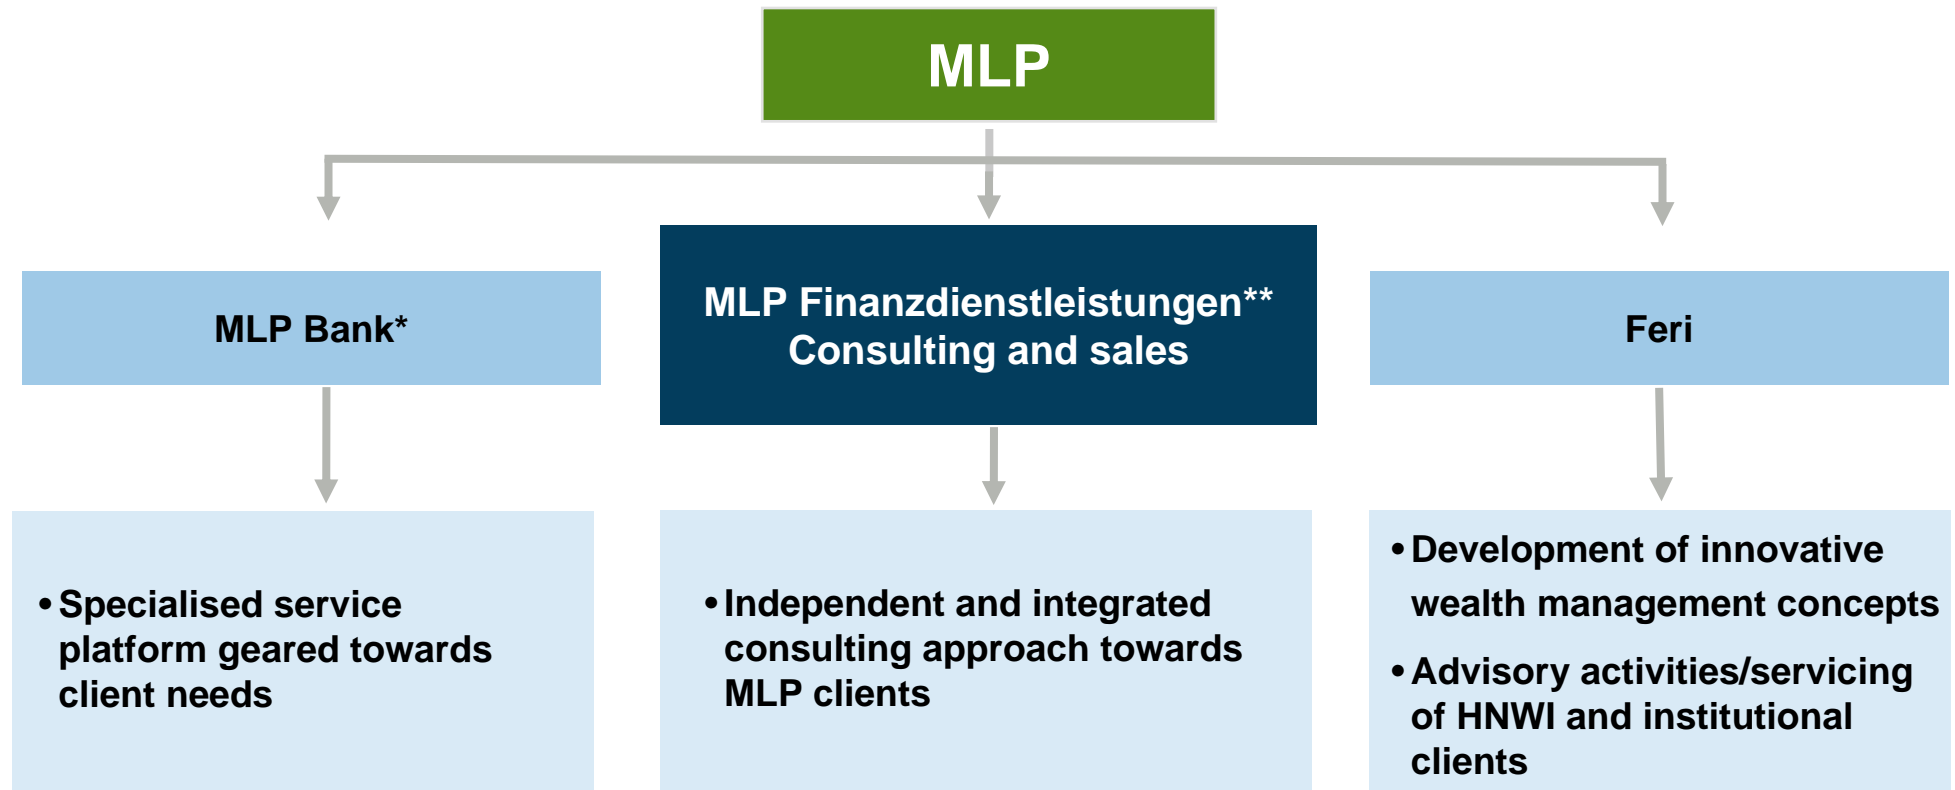 MLP
MLP Bank*
MLP Finanzdienstleistungen**
Consulting and sales
Feri
• Specialised service
platform geared towards
client needs
• Independent and integrated
consulting approach towards
MLP clients
• Development of innovative
wealth management concepts
• Advisory activities/servicing
of HNWI and institutional
clients